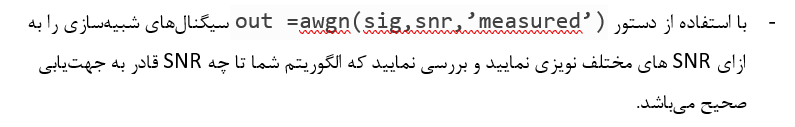 - با استفاده از دستور out =awgn(sig,snr,’measured’) سیگنال‌های شبیه‌سازی را به
ازای SNR های مختلف نویزی نمایید و بررسی نمایید که الگوریتم شما تا چه SNR قادر به جهت‌یابی
صحیح می‌باشد.